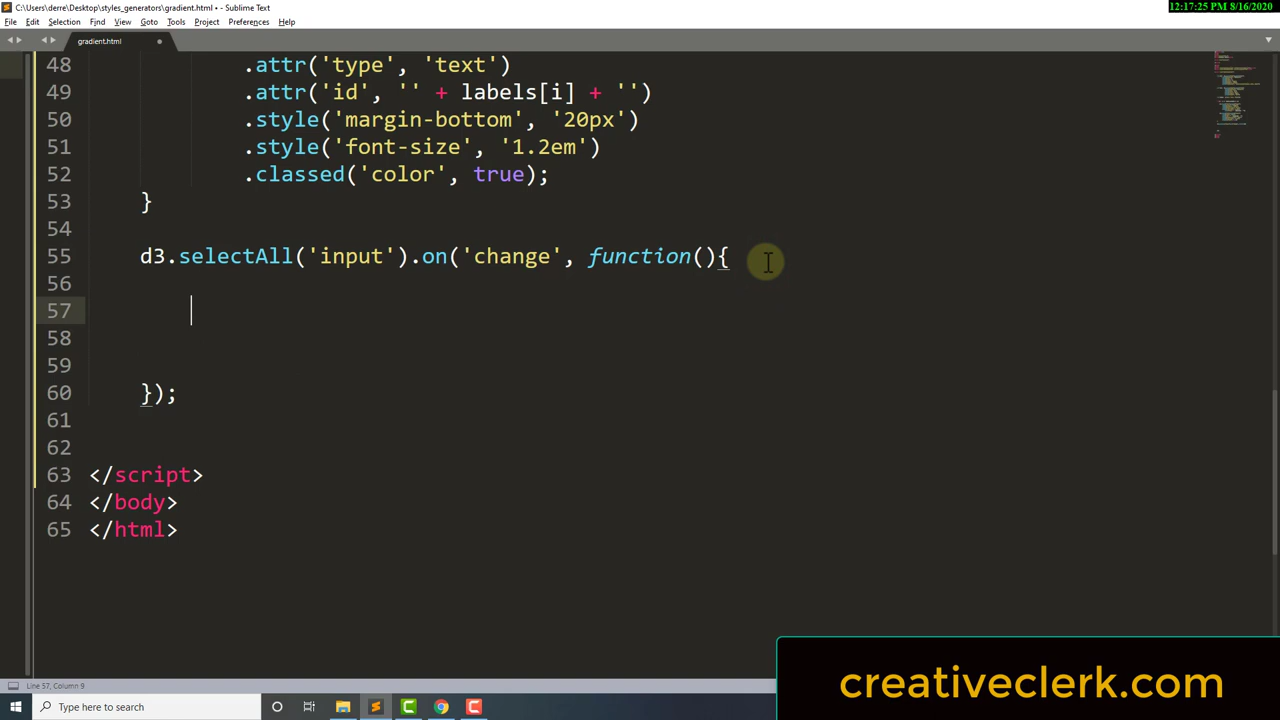 C:\Users\derre\Desktop\styles_generators\gradient.html • - Sublime Text
12:17:25 PM 8/16/2020
File Edit Selection Find View Goto Tools Project Preferences Help
gradient.html
48 .attr('type', 'text')
49 .attr('id', '' + labels[i] + '')
50 .style('margin-bottom', '20px')
51 .style('font-size', '1.2em')
52 .classed('color', true);
53 }
54
55 d3.selectAll('input').on('change', function(){
56
57
58
59
60 });
61
62
63 </script>
64 </body>
65 </html>
creativeclerk.com
Line 57, Column 9
Type here to search